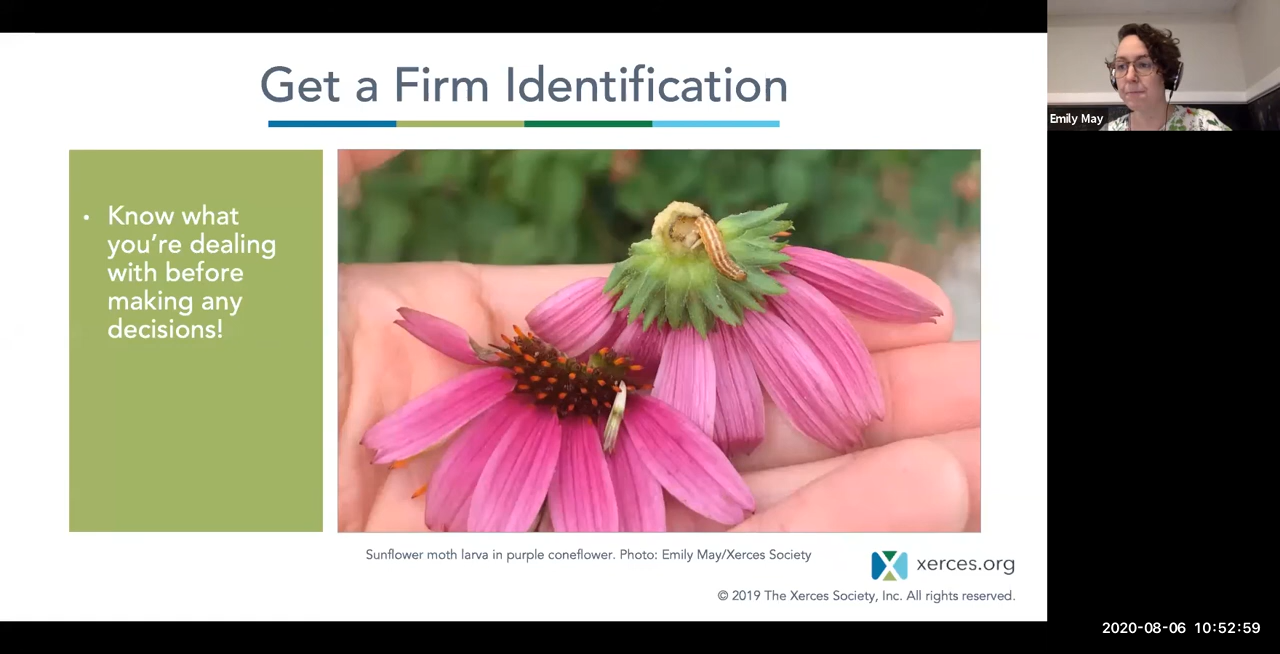 Get a Firm Identification
Emily May
• Know what
you're dealing
with before
making any
decisions!
Sunflower moth larva in purple coneflower. Photo: Emily May/Xerces Society
xerces.org
© 2019 The Xerces Society, Inc. All rights reserved.
2020-08-06 10:52:59